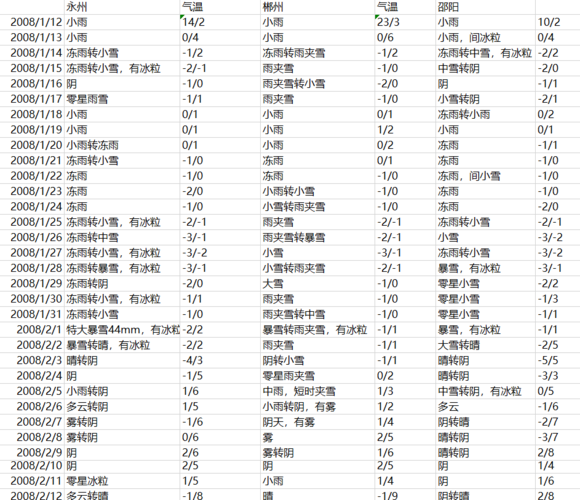 永州 气温 郴州 气温 邵阳
2008/1/12 小雨 14/2 小雨 23/3 小雨 10/2
2008/1/13 小雨 0/4 小雨 0/6 小雨，间冰粒 0/4
2008/1/14 冻雨转小雪 -1/2 冻雨转雨夹雪 -1/2 冻雨转中雪，有冰粒 -2/2
2008/1/15 冻雨转小雪，有冰粒 -2/-1 雨夹雪 -1/0 中雪转阴 -2/0
2008/1/16 阴 -1/0 雨夹雪转小雪 -2/0 阴 -1/1
2008/1/17 零星雨雪 -1/1 雨夹雪 -1/0 小雪转阴 -2/1
2008/1/18 小雨 0/1 小雨 0/1 冻雨转小雨 0/2
2008/1/19 小雨 0/1 小雨 1/2 小雨 0/1
2008/1/20 小雨转冻雨 0/1 小雨 0/2 冻雨 -1/1
2008/1/21 冻雨转小雪 -1/0 冻雨 0/1 冻雨 -1/0
2008/1/22 冻雨 -1/0 冻雨 -1/0 冻雨，间小雪 -1/0
2008/1/23 冻雨 -2/0 小雨转小雪 -1/0 冻雨 -1/0
2008/1/24 冻雨 -1/0 小雪转雨夹雪 -1/0 冻雨 -2/0
2008/1/25 冻雨转小雪，有冰粒 -2/-1 雨夹雪 -2/-1 冻雨转小雪 -2/-1
2008/1/26 冻雨转中雪 -3/-1 雨夹雪转暴雪 -2/-1 小雪 -3/-2
2008/1/27 冻雨转小雪，有冰粒 -3/-2 小雪 -3/-1 冻雨转小雪 -3/-2
2008/1/28 冻雨转暴雪，有冰粒 -3/-1 小雪转雨夹雪 -2/-1 暴雪，有冰粒 -3/-1
2008/1/29 冻雨转阴 -2/0 大雪 -1/0 零星小雪 -2/2
2008/1/30 冻雨转小雪，有冰粒 -1/1 雨夹雪 -1/0 零星小雪 -1/3
2008/1/31 冻雨转小雪 -1/0 雨夹雪转中雪 -1/0 零星小雪 -1/1
2008/2/1 特大暴雪44mm，有冰粒 -2/2 暴雪转雨夹雪，有冰粒 -1/1 暴雪，有冰粒 -1/1
2008/2/2 暴雪转晴，有冰粒 -2/2 雨夹雪 -1/1 大雪转晴 -2/5
2008/2/3 晴转阴 -4/3 阴转小雪 -1/1 晴转阴 -5/5
2008/2/4 阴 -1/5 零星雨夹雪 0/2 晴转阴 -3/3
2008/2/5 小雨转阴 1/6 中雨，短时夹雪 1/3 中雪转阴，有冰粒 0/5
2008/2/6 多云转阴 1/5 小雨转阴，有雾 1/2 多云 -1/6
2008/2/7 雾转阴 -1/6 阴天，有雾 1/4 阴转晴 -2/7
2008/2/8 雾转阴 0/6 雾 2/5 晴转阴 -3/7
2008/2/9 阴 2/6 雾转阴 1/6 晴转阴 2/8
2008/2/10 阴 2/5 阴 2/5 阴 1/4
2008/2/11 零星冰粒 1/5 小雨 1/4 阴 1/6
2008/2/12 多云转晴 -1/8 晴 -1/9 阴转晴 2/8